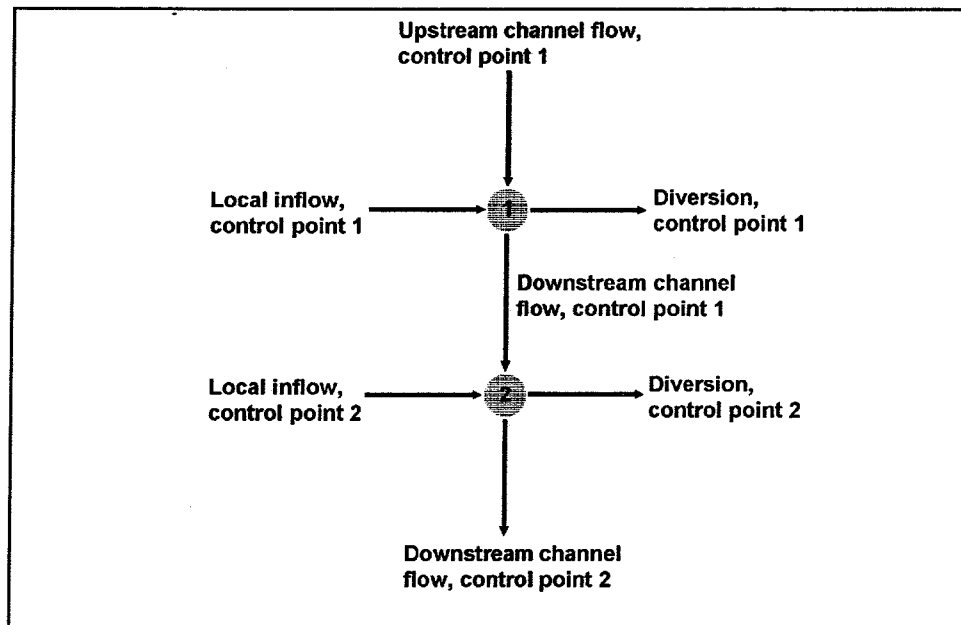 Upstream channel flow,
control point 1
Local inflow,
control point 1
1
Diversion,
control point 1
Downstream channel
flow, control point 1
Local inflow,
control point 2
2
Diversion,
control point 2
Downstream channel
flow, control point 2